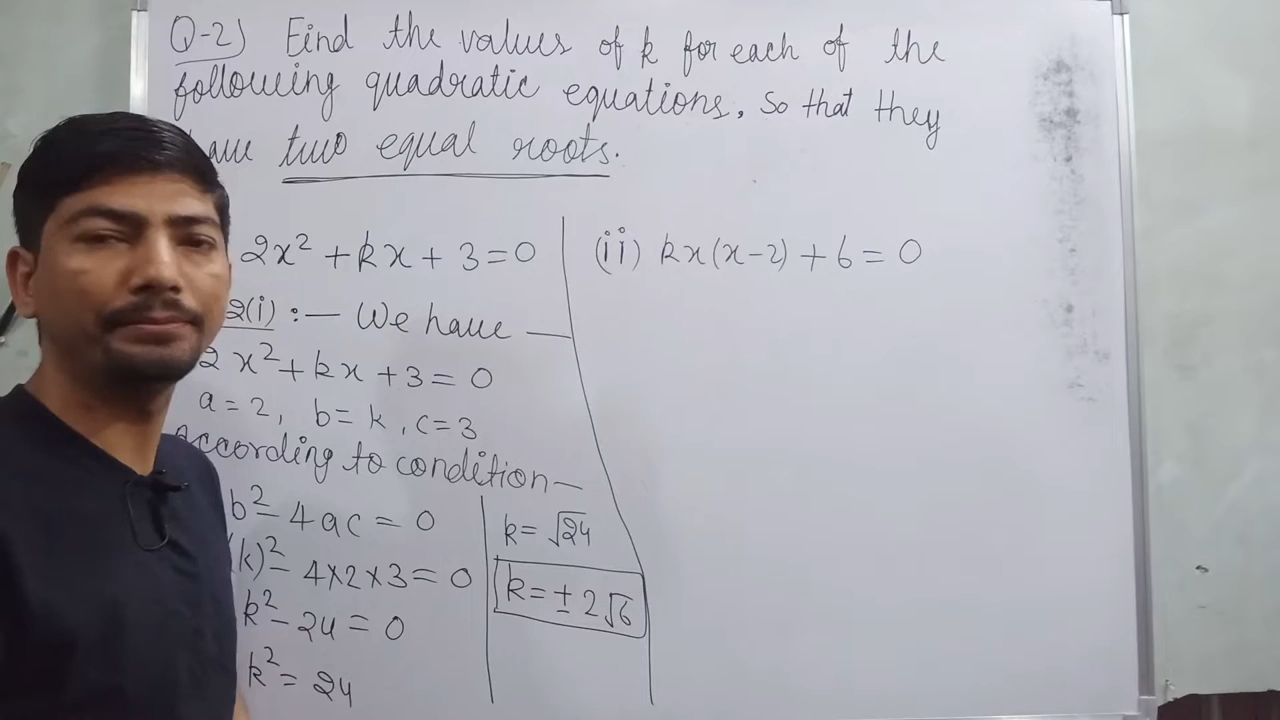 Q-2) Find the values of k for each of the
following quadratic equations, so that they
two equal roots.
2x² + kx + 3 = 0
2(i) :— We have —
2x² + kx + 3 = 0
a = 2, b = k, c = 3
According to condition—
b² - 4ac = 0
(k)² - 4×2×3 = 0
k² - 24 = 0
k² = 24
k = √24
k = ± 2√6
(ii) kx(x-2) + 6 = 0